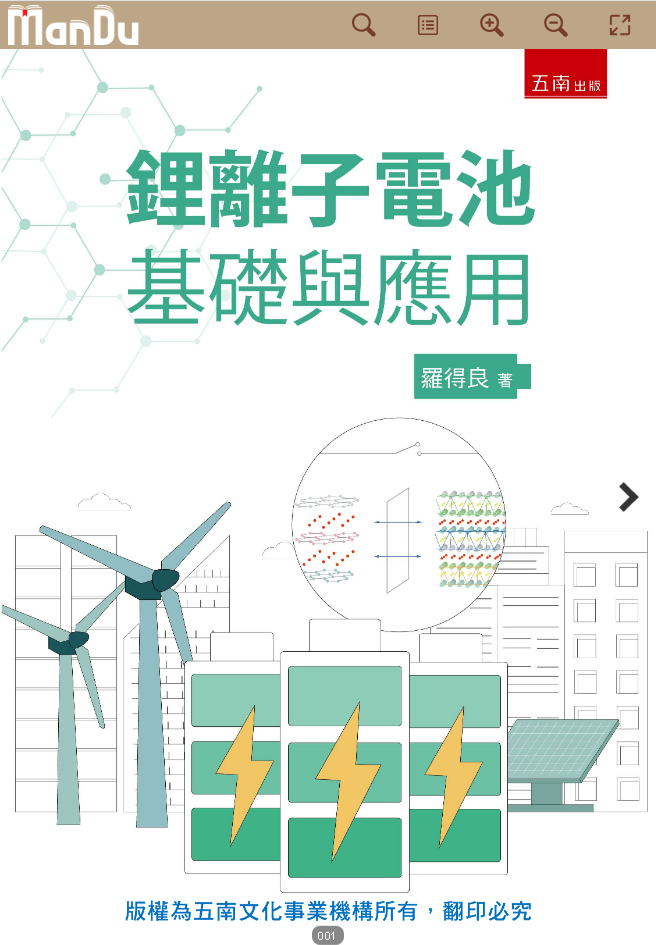 ManDu
五南出版
鋰離子電池
基礎與應用
羅得良 著
版權為五南文化事業機構所有，翻印必究
001